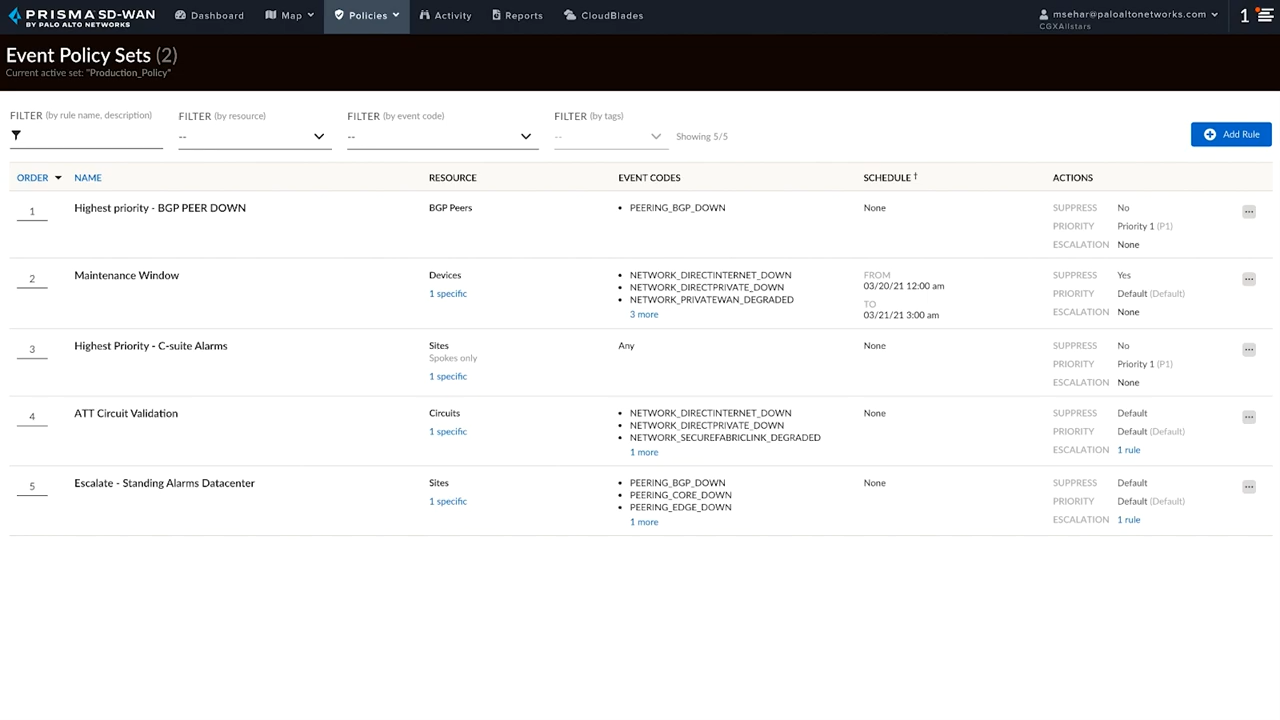 PRISMA SD-WAN
BY PALO ALTO NETWORKS
Dashboard
Map
Policies
Activity
Reports
CloudBlades
msehar@paloaltonetworks.com
CGXAllstars
1
Event Policy Sets (2)
Current active set: "Production_Policy"
FILTER (by rule name, description)
FILTER (by resource)
--
FILTER (by event code)
--
FILTER (by tags)
--
Showing 5/5
Add Rule
ORDER NAME RESOURCE EVENT CODES SCHEDULE † ACTIONS
1
Highest priority - BGP PEER DOWN
BGP Peers
• PEERING_BGP_DOWN
None
SUPPRESS No
PRIORITY Priority 1 (P1)
ESCALATION None
...
2
Maintenance Window
Devices
1 specific
• NETWORK_DIRECTINTERNET_DOWN
• NETWORK_DIRECTPRIVATE_DOWN
• NETWORK_PRIVATEWAN_DEGRADED
3 more
FROM
03/20/21 12:00 am
TO
03/21/21 3:00 am
SUPPRESS Yes
PRIORITY Default (Default)
ESCALATION None
...
3
Highest Priority - C-suite Alarms
Sites
Spokes only
1 specific
Any
None
SUPPRESS No
PRIORITY Priority 1 (P1)
ESCALATION None
...
4
ATT Circuit Validation
Circuits
1 specific
• NETWORK_DIRECTINTERNET_DOWN
• NETWORK_DIRECTPRIVATE_DOWN
• NETWORK_SECUREFABRICLINK_DEGRADED
1 more
None
SUPPRESS Default
PRIORITY Default (Default)
ESCALATION 1 rule
...
5
Escalate - Standing Alarms Datacenter
Sites
1 specific
• PEERING_BGP_DOWN
• PEERING_CORE_DOWN
• PEERING_EDGE_DOWN
1 more
None
SUPPRESS Default
PRIORITY Default (Default)
ESCALATION 1 rule
...